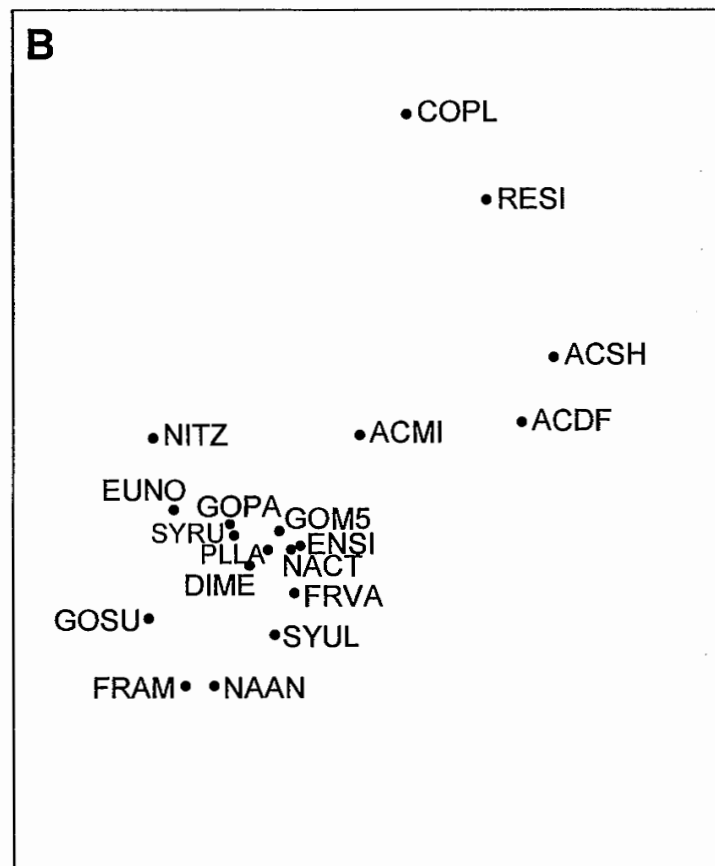 B
COPL
RESI
ACSH
ACDF
ACMI
NITZ
EUNO
GOPA
GOM5
SYRU
ENSI
PLLA
NACT
DIME
FRVA
GOSU
SYUL
FRAM
NAAN